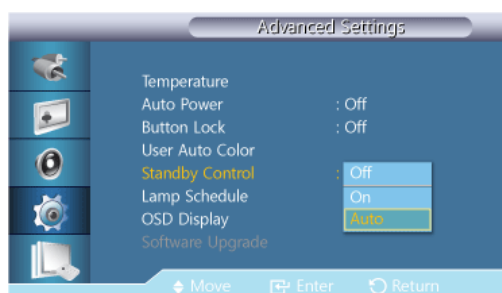 Advanced Settings
Temperature
Auto Power : Off
Button Lock : Off
User Auto Color
Standby Control : Off
On
Lamp Schedule
Auto
OSD Display
Software Upgrade
Move Enter Return